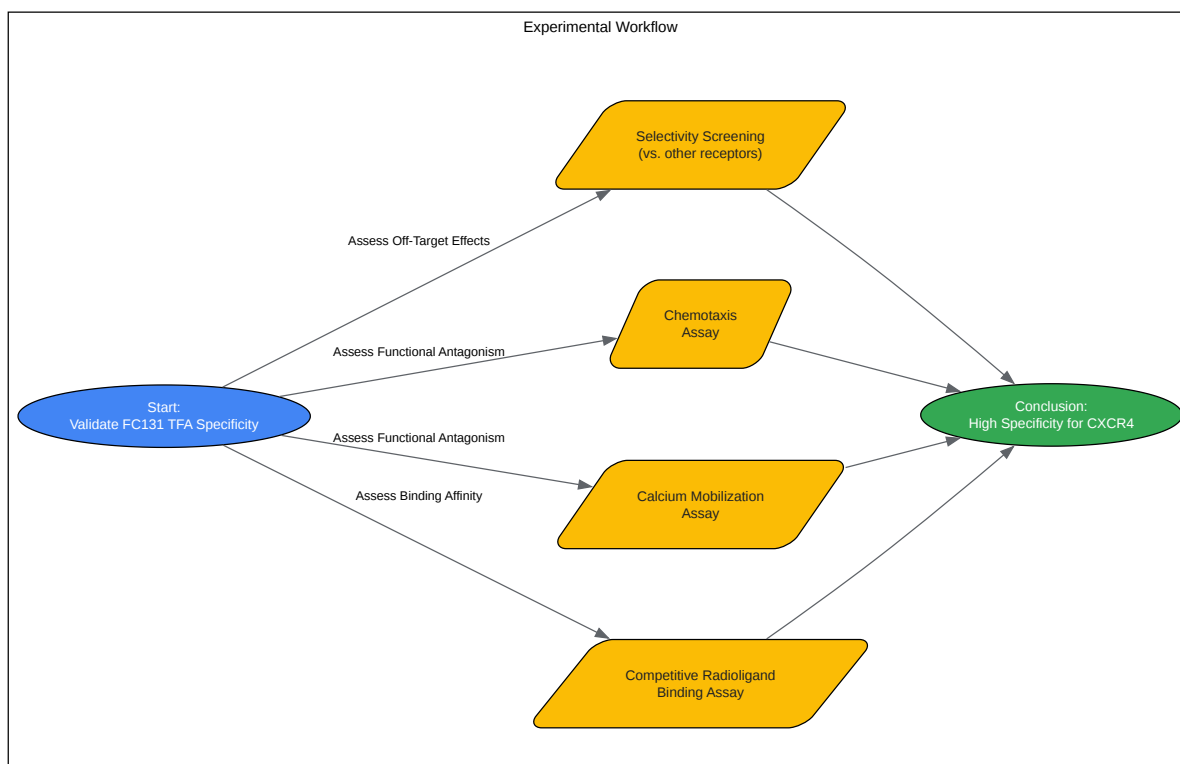 Experimental Workflow
Selectivity Screening
(vs. other receptors)
Assess Off-Target Effects
Chemotaxis
Assay
Assess Functional Antagonism
Start:
Validate FC131 TFA Specificity
Conclusion:
High Specificity for CXCR4
Assess Functional Antagonism
Calcium Mobilization
Assay
Assess Binding Affinity
Competitive Radioligand
Binding Assay